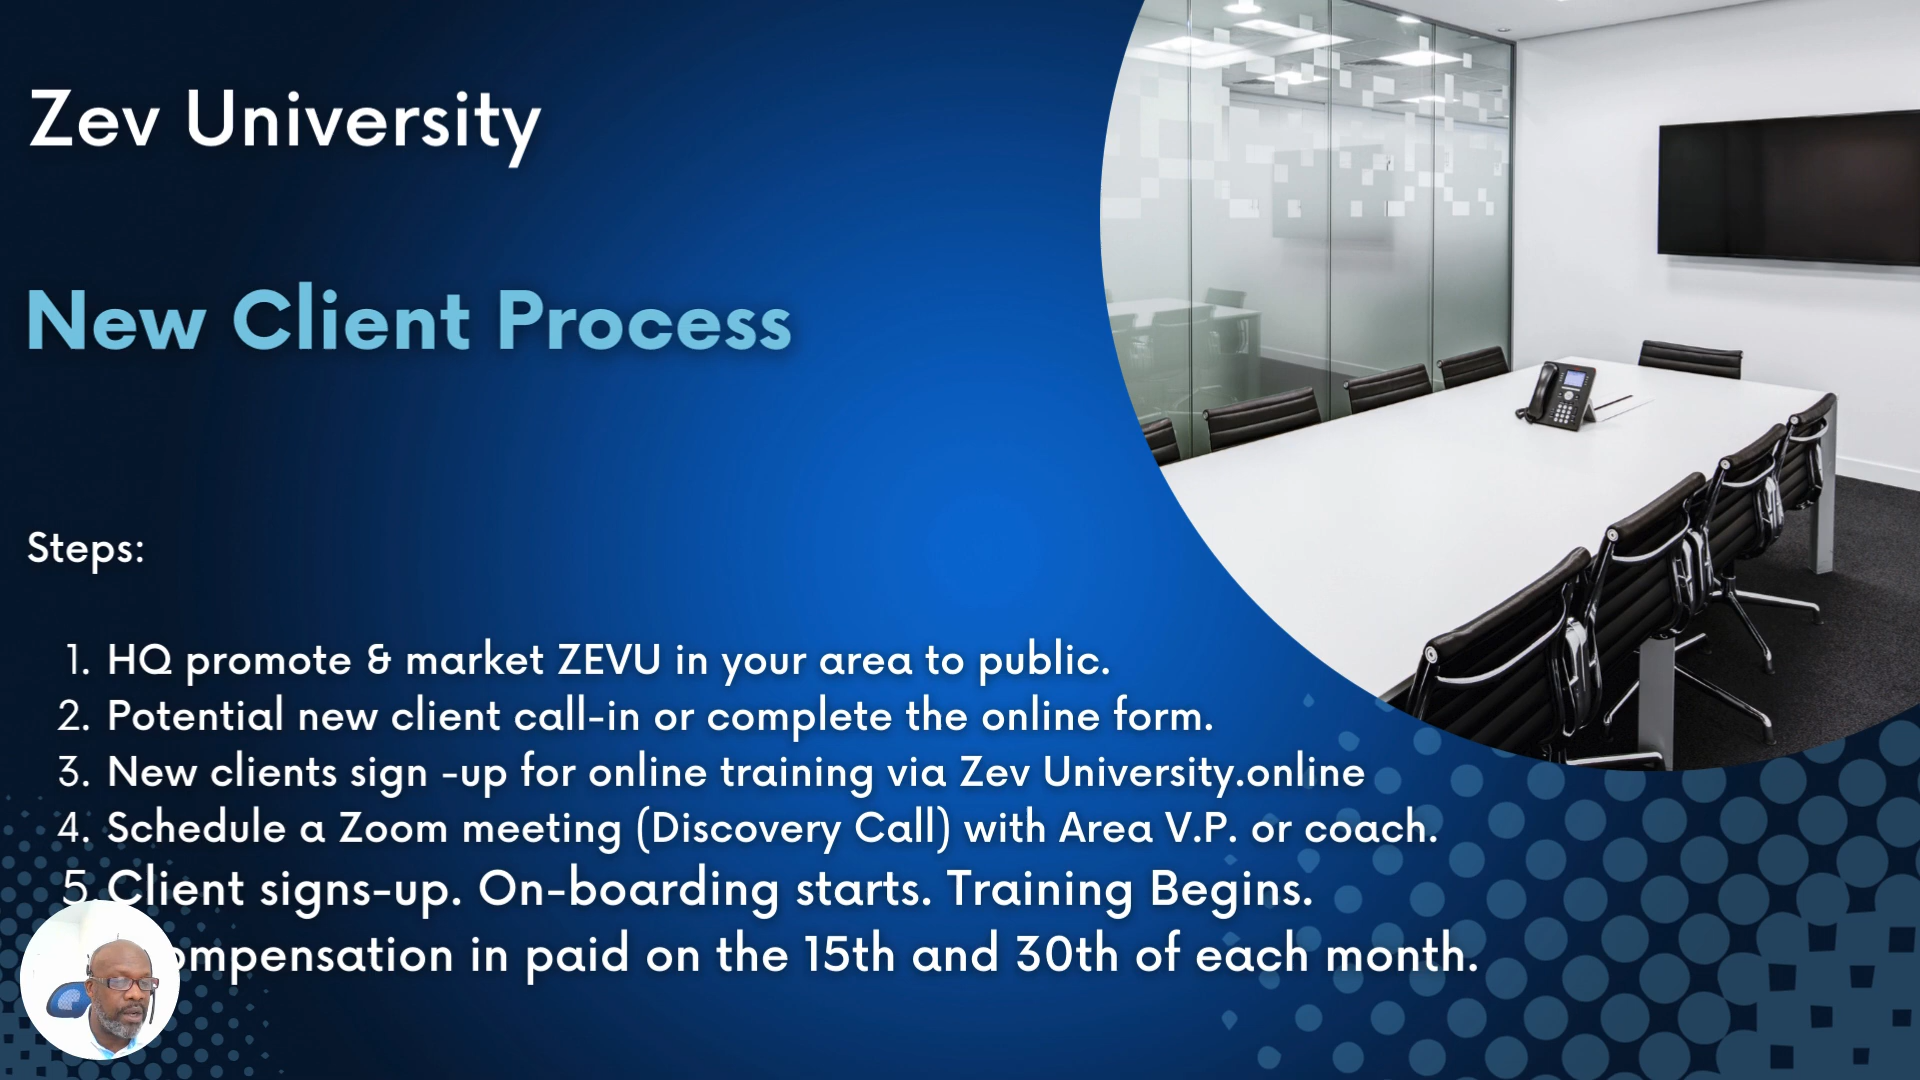 Zev University
New Client Process
Steps:
1. HQ promote & market ZEVU in your area to public.
2. Potential new client call-in or complete the online form.
3. New clients sign -up for online training via Zev University.online
4. Schedule a Zoom meeting (Discovery Call) with Area V.P. or coach.
5. Client signs-up. On-boarding starts. Training Begins.
ompensation in paid on the 15th and 30th of each month.